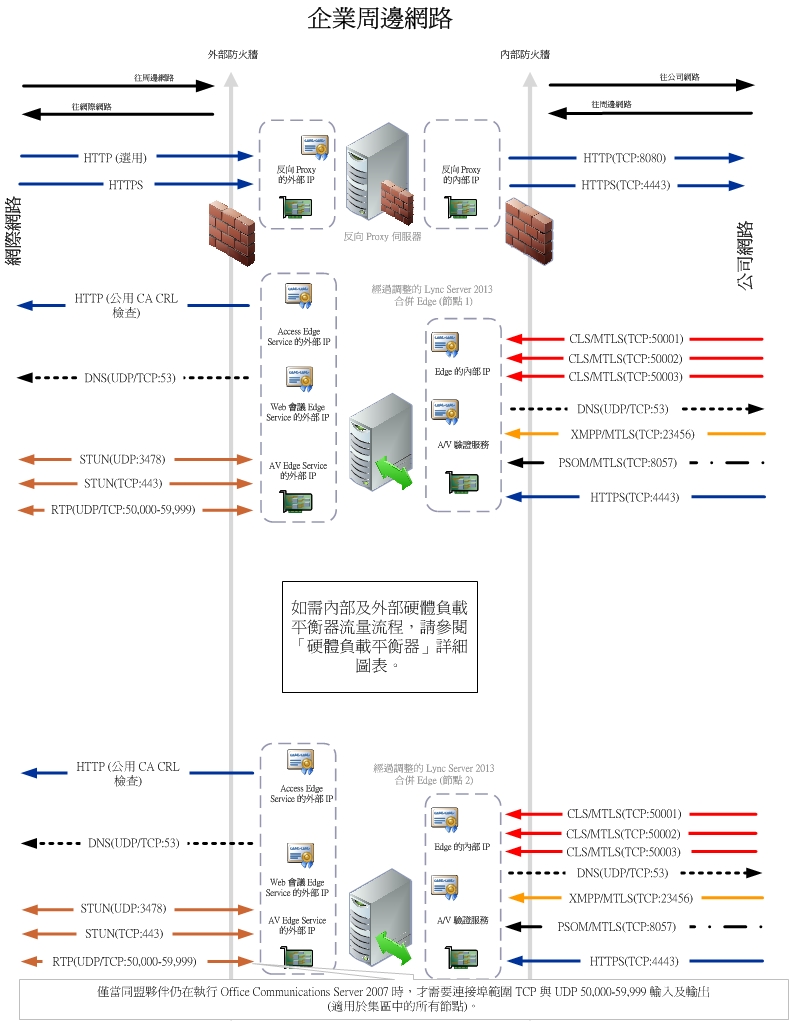 企業周邊網路
外部防火牆
內部防火牆
往周邊網路
往公司網路
往網際網路
往周邊網路
HTTP (選用)
HTTPS
反向 Proxy
的外部 IP
反向 Proxy
的內部 IP
HTTP(TCP:8080)
HTTPS(TCP:4443)
網際網路
公司網路
反向 Proxy 伺服器
HTTP (公用 CA CRL
檢查)
Access Edge
Service 的外部 IP
經過調整的 Lync Server 2013
合併 Edge (節點 1)
DNS(UDP/TCP:53)
Web 會議 Edge
Service 的外部 IP
Edge 的內部 IP
CLS/MTLS(TCP:50001)
CLS/MTLS(TCP:50002)
CLS/MTLS(TCP:50003)
DNS(UDP/TCP:53)
XMPP/MTLS(TCP:23456)
A/V 驗證服務
STUN(UDP:3478)
AV Edge Service
的外部 IP
PSOM/MTLS(TCP:8057)
STUN(TCP:443)
HTTPS(TCP:4443)
RTP(UDP/TCP:50,000-59,999)
如需內部及外部硬體負載
平衡器流量流程，請參閱
「硬體負載平衡器」詳細
圖表。
HTTP (公用 CA CRL
檢查)
Access Edge
Service 的外部 IP
經過調整的 Lync Server 2013
合併 Edge (節點 2)
DNS(UDP/TCP:53)
Web 會議 Edge
Service 的外部 IP
Edge 的內部 IP
CLS/MTLS(TCP:50001)
CLS/MTLS(TCP:50002)
CLS/MTLS(TCP:50003)
DNS(UDP/TCP:53)
XMPP/MTLS(TCP:23456)
STUN(UDP:3478)
AV Edge Service
的外部 IP
A/V 驗證服務
PSOM/MTLS(TCP:8057)
STUN(TCP:443)
RTP(UDP/TCP:50,000-59,999)
HTTPS(TCP:4443)
僅當同盟夥伴仍在執行 Office Communications Server 2007 時，才需要連接埠範圍 TCP 與 UDP 50,000-59,999 輸入及輸出
(適用於集區中的所有節點)。